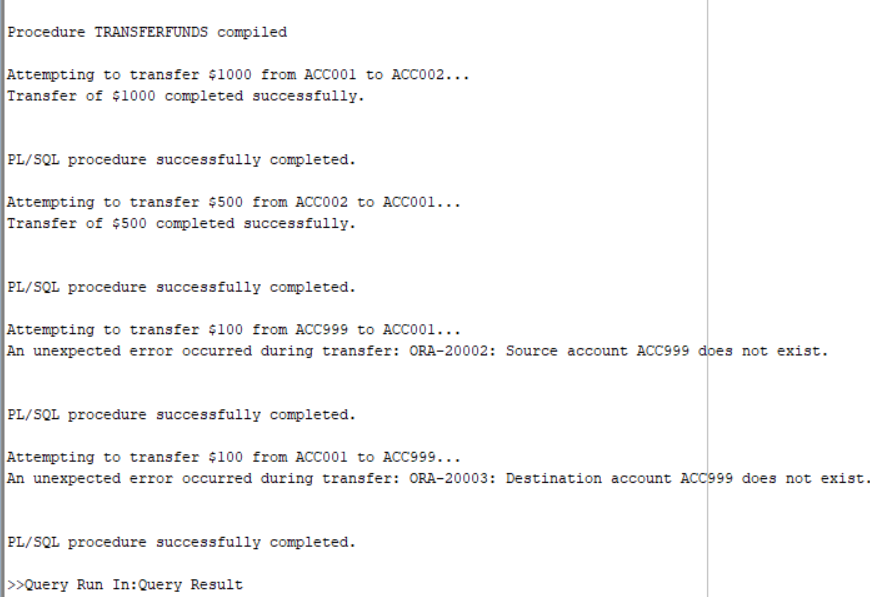 Procedure TRANSFERFUNDS compiled
Attempting to transfer $1000 from ACC001 to ACC002...
Transfer of $1000 completed successfully.
PL/SQL procedure successfully completed.
Attempting to transfer $500 from ACC002 to ACC001...
Transfer of $500 completed successfully.
PL/SQL procedure successfully completed.
Attempting to transfer $100 from ACC999 to ACC001...
An unexpected error occurred during transfer: ORA-20002: Source account ACC999 does not exist.
PL/SQL procedure successfully completed.
Attempting to transfer $100 from ACC001 to ACC999...
An unexpected error occurred during transfer: ORA-20003: Destination account ACC999 does not exist.
PL/SQL procedure successfully completed.
>>Query Run In:Query Result